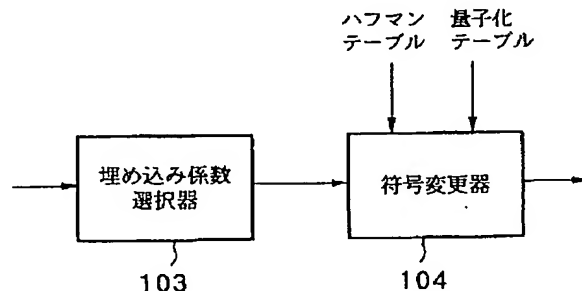 ハフマン
テーブル
量子化
テーブル
埋め込み係数
選択器
符号変更器
103
104